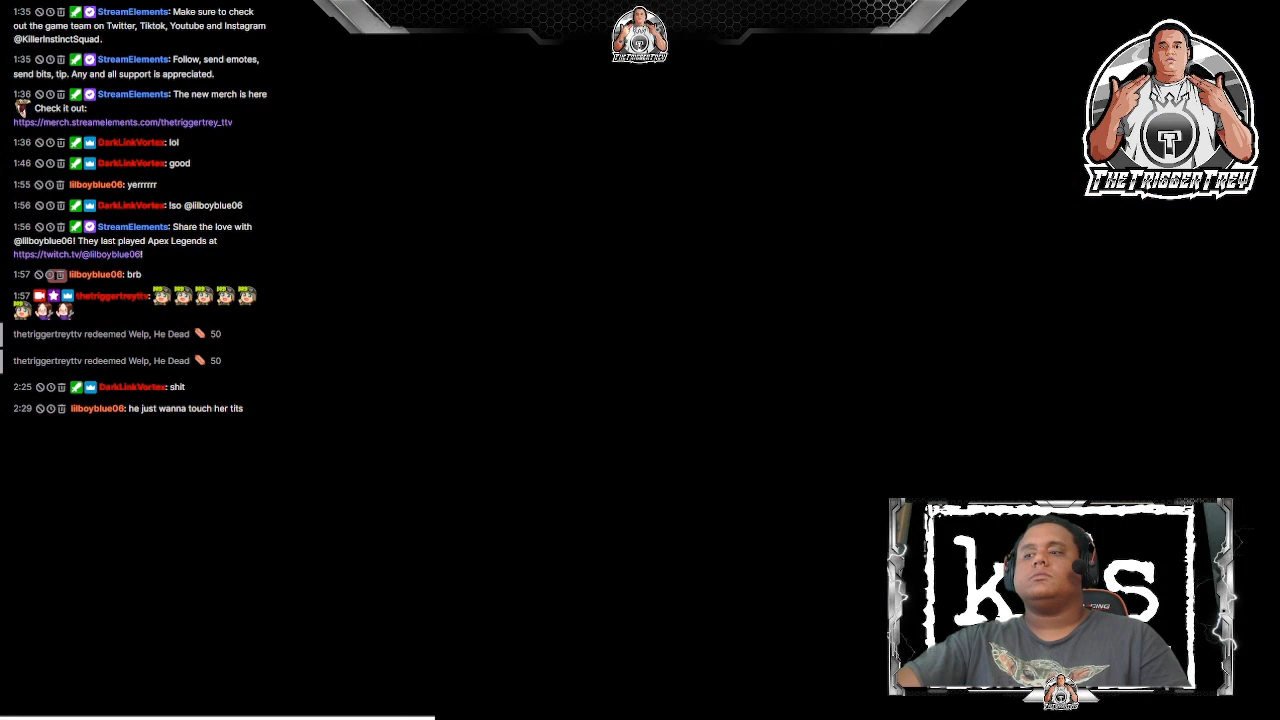 1:35 StreamElements: Make sure to check
out the game team on Twitter, Tiktok, Youtube and Instagram
@KillerInstinctSquad.
1:35 StreamElements: Follow, send emotes,
send bits, tip. Any and all support is appreciated.
1:36 StreamElements: The new merch is here
Check it out:
https://merch.streamelements.com/thetriggertrey_ttv
1:36 DarkLinkVortex: lol
1:46 DarkLinkVortex: good
1:55 lilboyblue06: yerrrrrr
1:56 DarkLinkVortex: !so @lilboyblue06
1:56 StreamElements: Share the love with
@lilboyblue06! They last played Apex Legends at
https://twitch.tv/@lilboyblue06!
1:57 lilboyblue06: brb
1:57 thetriggertreyttv:
thetriggertreyttv redeemed Welp, He Dead 50
thetriggertreyttv redeemed Welp, He Dead 50
2:25 DarkLinkVortex: shit
2:29 lilboyblue06: he just wanna touch her tits
THETRIGGERTREY
T
THETRIGGERTREY
k
s